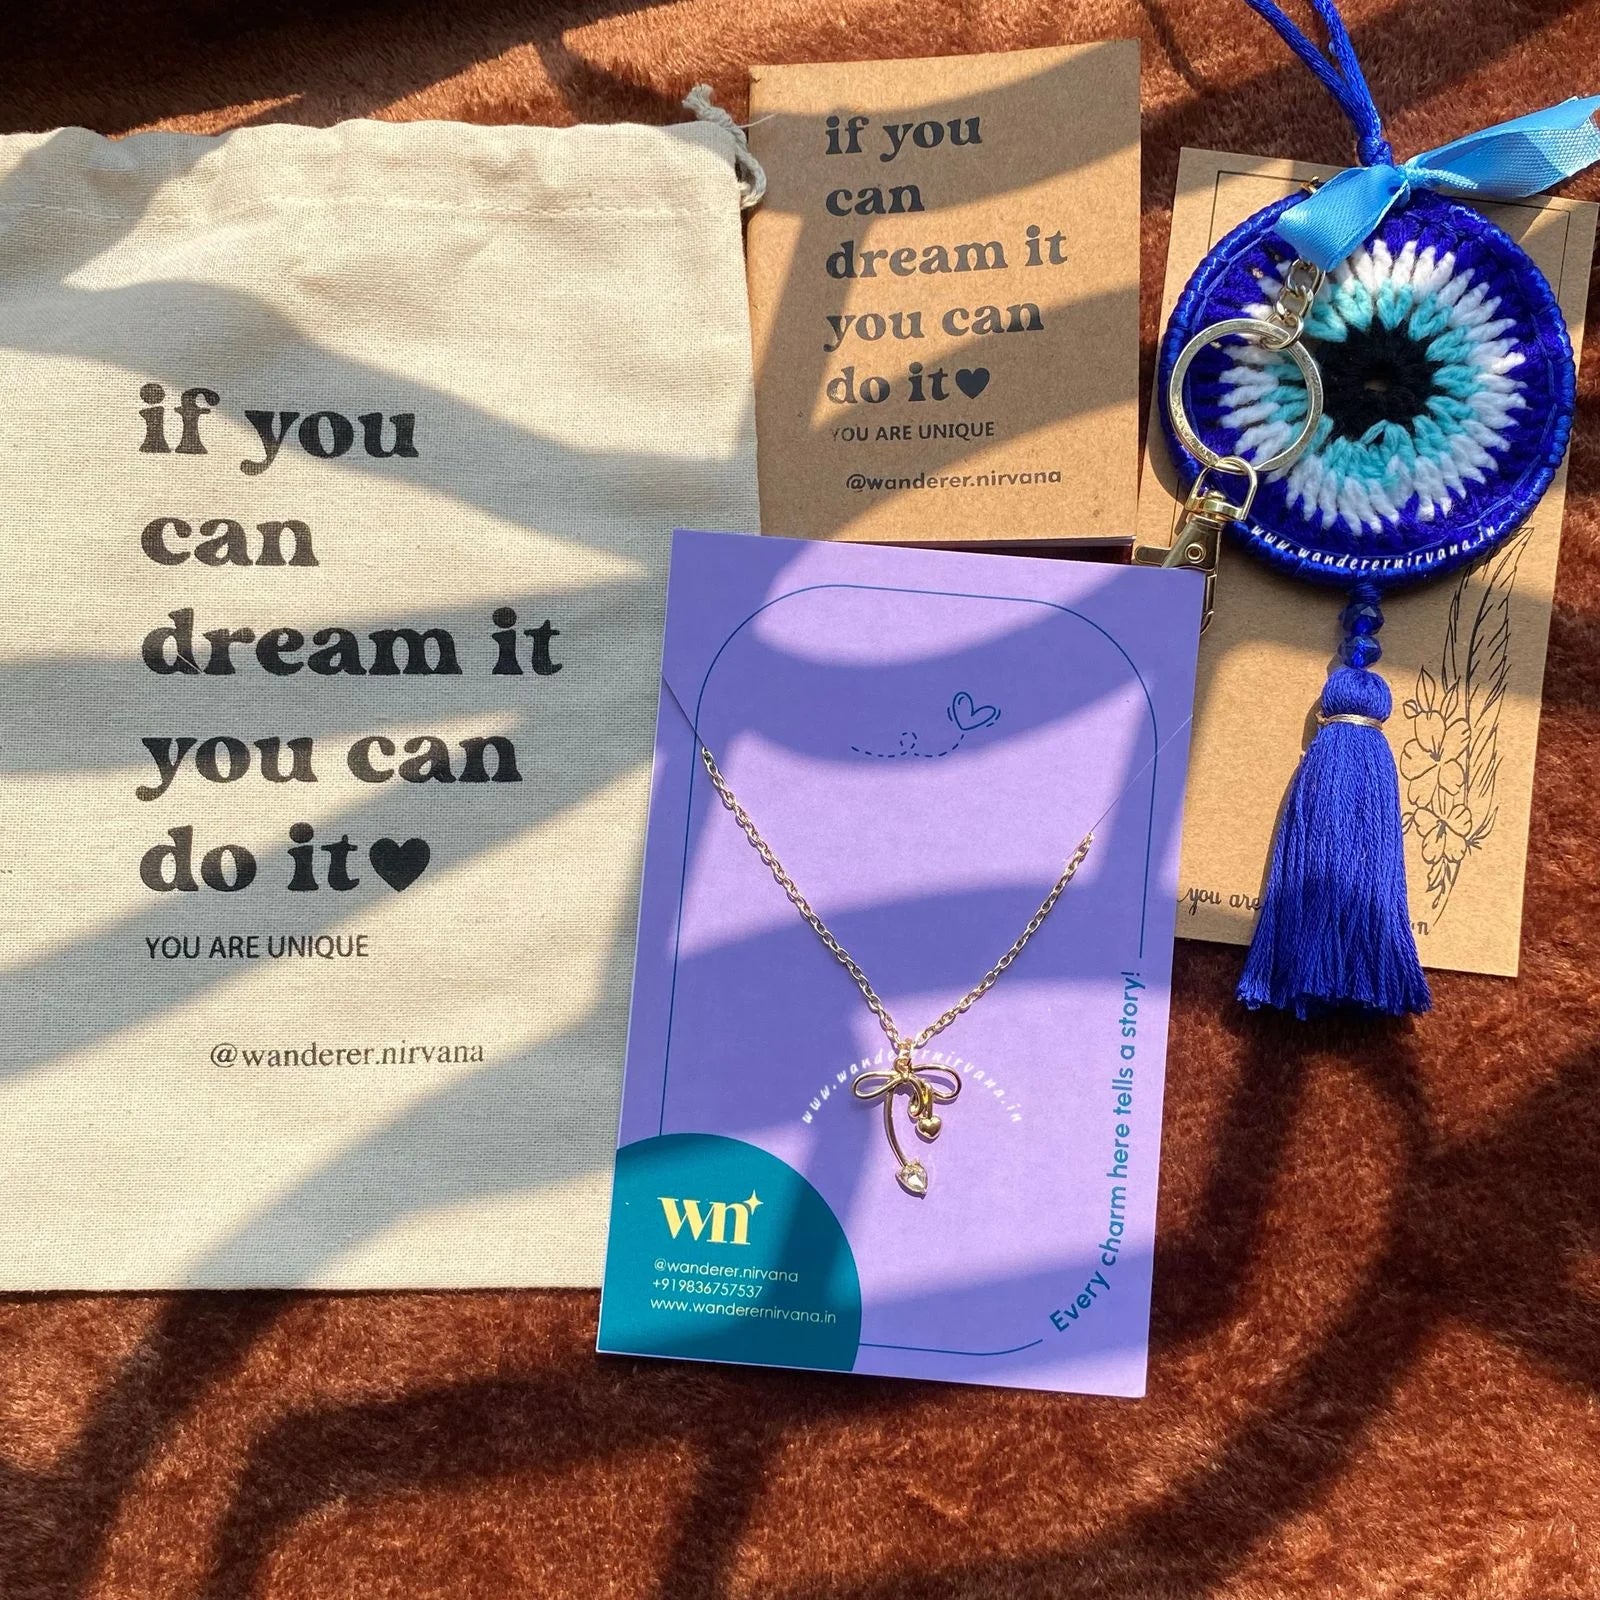 if you
can
dream it
you can
do it♥
YOU ARE UNIQUE
@wanderer.nirvana
if you
can
dream it
you can
do it♥
YOU ARE UNIQUE
@wanderer.nirvana
www.wanderernirvana.in
you are
www.wanderernirvana.in
Every charm here tells a story!
wn
@wanderer.nirvana
+919836757537
www.wanderernirvana.in